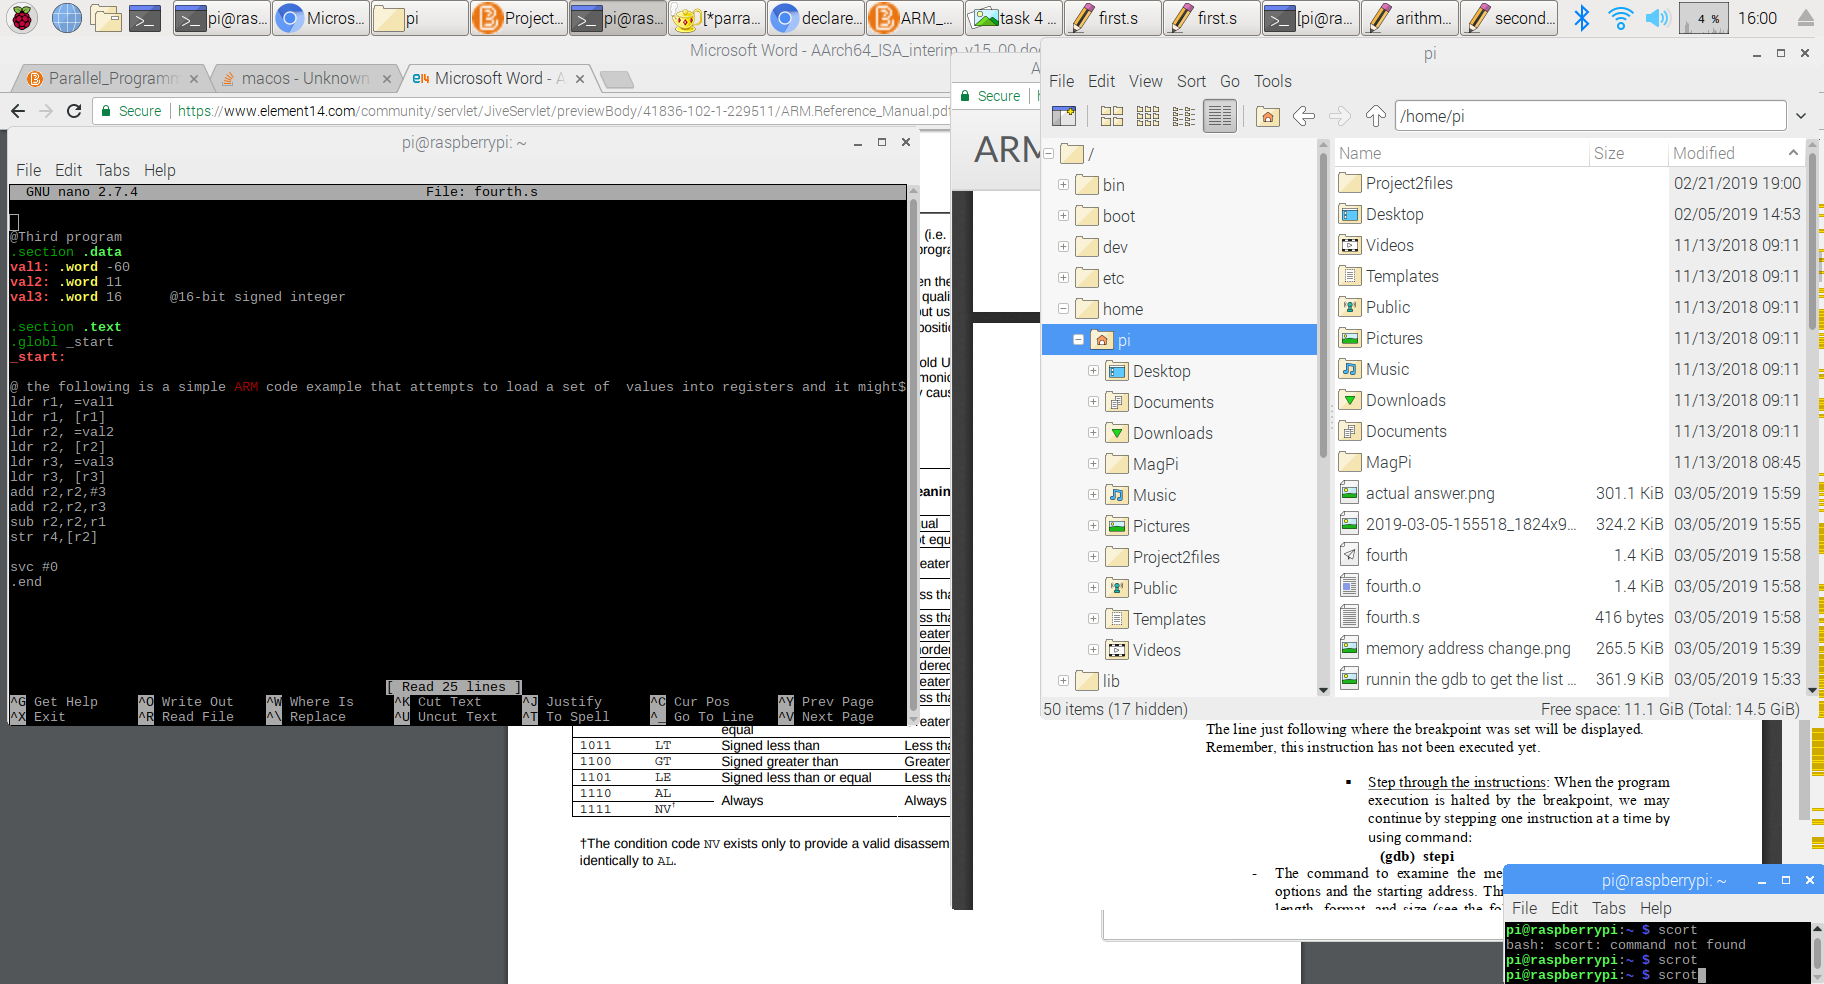 pi@ras...
Micros...
pi
Project...
pi@ras...
[*parra...
declare...
ARM_...
task 4 ...
first.s
first.s
[pi@ra...
arithm...
second...
4 %
16:00
Microsoft Word - AArch64_ISA_interim_v15_00.doc
Parallel_Programm
macos - Unknown
Microsoft Word - A
Secure
https://www.element14.com/community/servlet/JiveServlet/previewBody/41836-102-1-229511/ARM.Reference_Manual.pdf
pi@raspberrypi: ~
File Edit Tabs Help
GNU nano 2.7.4 File: fourth.s
@Third program
.section .data
val1: .word -60
val2: .word 11
val3: .word 16 @16-bit signed integer
.section .text
.globl _start
_start:
@ the following is a simple ARM code example that attempts to load a set of  values into registers and it might$
ldr r1, =val1
ldr r1, [r1]
ldr r2, =val2
ldr r2, [r2]
ldr r3, =val3
ldr r3, [r3]
add r2,r2,#3
add r2,r2,r3
sub r2,r2,r1
str r4,[r2]
svc #0
.end
[ Read 25 lines ]
^G Get Help ^O Write Out ^W Where Is ^K Cut Text ^J Justify ^C Cur Pos ^Y Prev Page
^X Exit ^R Read File ^\ Replace ^U Uncut Text ^T To Spell ^_ Go To Line ^V Next Page
equal
1011 LT Signed less than Less tha
1100 GT Signed greater than Greater
1101 LE Signed less than or equal Less tha
1110 AL Always Always
1111 NV†
†The condition code NV exists only to provide a valid disassem
identically to AL.
Secure
ARM
pi
File Edit View Sort Go Tools
/home/pi
/
bin
boot
dev
etc
home
pi
Desktop
Documents
Downloads
MagPi
Music
Pictures
Project2files
Public
Templates
Videos
lib
Name Size Modified
Project2files 02/21/2019 19:00
Desktop 02/05/2019 14:53
Videos 11/13/2018 09:11
Templates 11/13/2018 09:11
Public 11/13/2018 09:11
Pictures 11/13/2018 09:11
Music 11/13/2018 09:11
Downloads 11/13/2018 09:11
Documents 11/13/2018 09:11
MagPi 11/13/2018 08:45
actual answer.png 301.1 KiB 03/05/2019 15:59
2019-03-05-155518_1824x9... 324.2 KiB 03/05/2019 15:55
fourth 1.4 KiB 03/05/2019 15:58
fourth.o 1.4 KiB 03/05/2019 15:58
fourth.s 416 bytes 03/05/2019 15:58
memory address change.png 265.5 KiB 03/05/2019 15:39
runnin the gdb to get the list ... 361.9 KiB 03/05/2019 15:33
50 items (17 hidden) Free space: 11.1 GiB (Total: 14.5 GiB)
The line just following where the breakpoint was set will be displayed.
Remember, this instruction has not been executed yet.
▪ Step through the instructions: When the program
execution is halted by the breakpoint, we may
continue by stepping one instruction at a time by
using command:
(gdb) stepi
- The command to examine the me
options and the starting address. Thi
length, format, and size (see the fo
pi@raspberrypi: ~
File Edit Tabs Help
pi@raspberrypi:~ $ scort
bash: scort: command not found
pi@raspberrypi:~ $ scrot
pi@raspberrypi:~ $ scrot